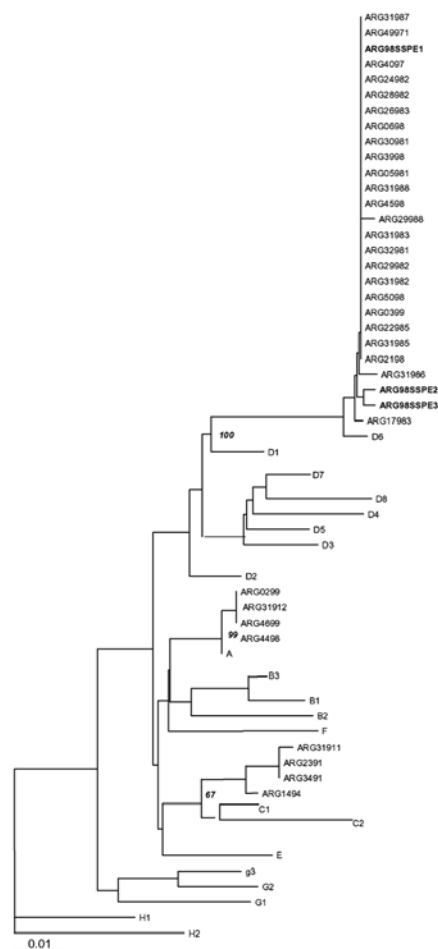 ARG31987
ARG49971
ARG98SSPE1
ARG4097
ARG24982
ARG28982
ARG26983
ARG0698
ARG30981
ARG3998
ARG05981
ARG31988
ARG4598
ARG29988
ARG31983
ARG32981
ARG29982
ARG31982
ARG5098
ARG0399
ARG22985
ARG31985
ARG2198
ARG31986
ARG98SSPE2
ARG98SSPE3
ARG17983
100 D6
D1
D7
D8
D4
D5
D3
D2
ARG0299
ARG31912
ARG4699
99 ARG4498
A
B3
B1
B2
F
ARG31911
ARG2391
ARG3491
67 ARG1494
C1
C2
E
g3
G2
G1
H1
H2
0.01